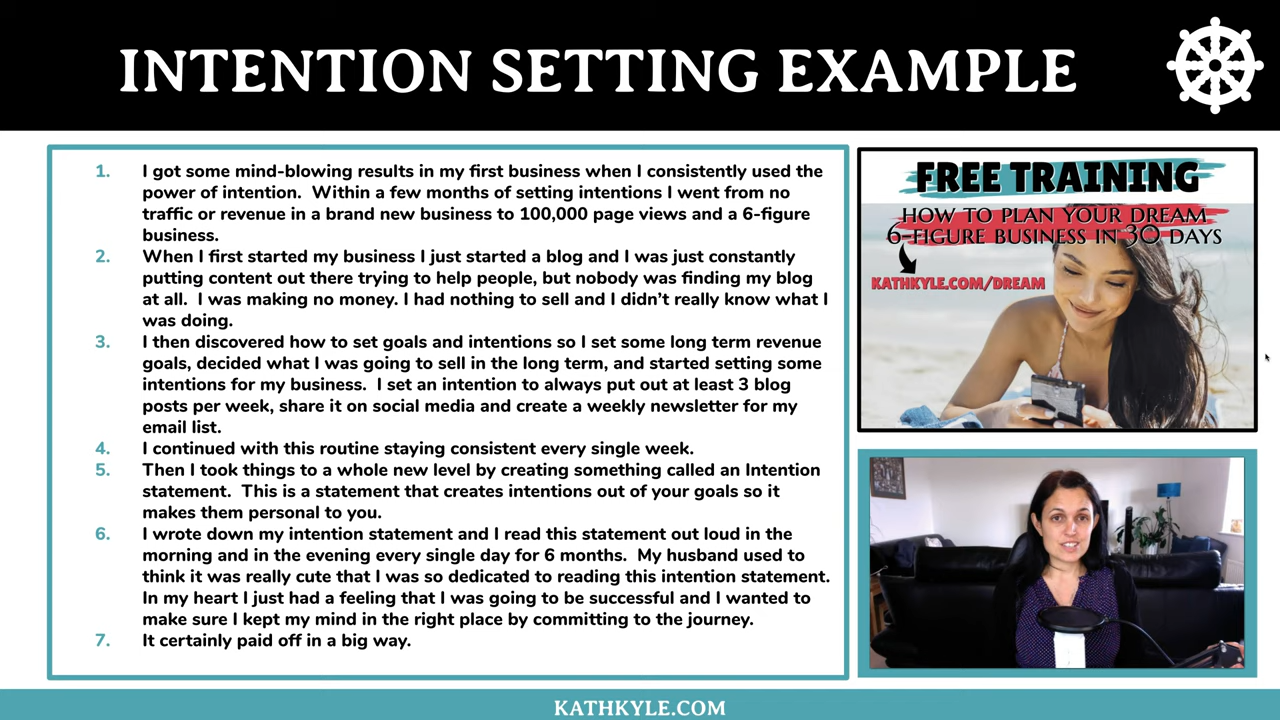 INTENTION SETTING EXAMPLE
1. I got some mind-blowing results in my first business when I consistently used the
power of intention. Within a few months of setting intentions I went from no
traffic or revenue in a brand new business to 100,000 page views and a 6-figure
business.
2. When I first started my business I just started a blog and I was just constantly
putting content out there trying to help people, but nobody was finding my blog
at all. I was making no money. I had nothing to sell and I didn't really know what I
was doing.
3. I then discovered how to set goals and intentions so I set some long term revenue
goals, decided what I was going to sell in the long term, and started setting some
intentions for my business. I set an intention to always put out at least 3 blog
posts per week, share it on social media and create a weekly newsletter for my
email list.
4. I continued with this routine staying consistent every single week.
5. Then I took things to a whole new level by creating something called an Intention
statement. This is a statement that creates intentions out of your goals so it
makes them personal to you.
6. I wrote down my intention statement and I read this statement out loud in the
morning and in the evening every single day for 6 months. My husband used to
think it was really cute that I was so dedicated to reading this intention statement.
In my heart I just had a feeling that I was going to be successful and I wanted to
make sure I kept my mind in the right place by committing to the journey.
7. It certainly paid off in a big way.
FREE TRAINING
HOW TO PLAN YOUR DREAM
6-FIGURE BUSINESS IN 30 DAYS
KATHKYLE.COM/DREAM
KATHKYLE.COM